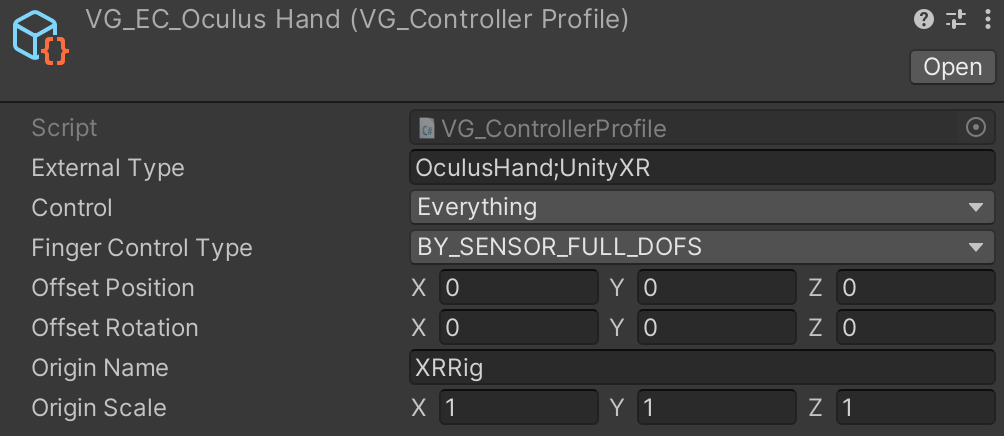 VG_EC_Oculus Hand (VG_Controller Profile)
Open
Script VG_ControllerProfile
External Type OculusHand;UnityXR
Control Everything
Finger Control Type BY_SENSOR_FULL_DOFS
Offset Position X 0 Y 0 Z 0
Offset Rotation X 0 Y 0 Z 0
Origin Name XRRig
Origin Scale X 1 Y 1 Z 1